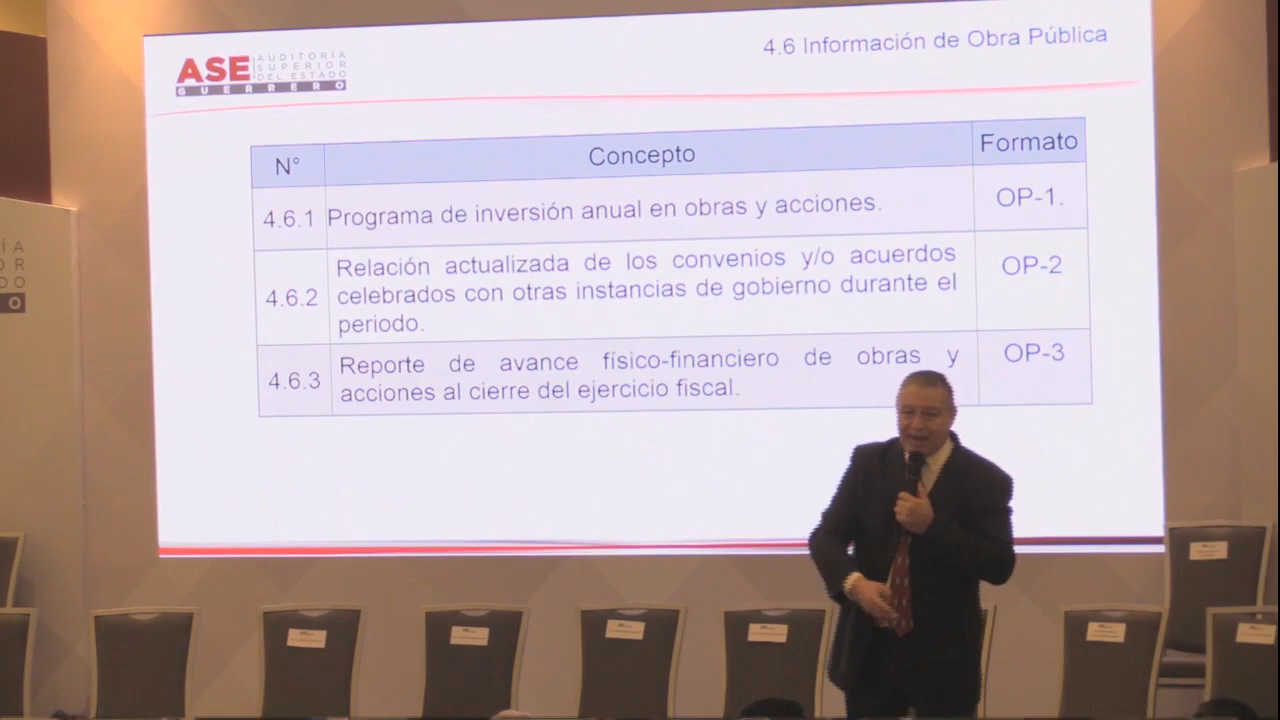 ASE AUDITORÍA
SUPERIOR
DEL ESTADO
GUERRERO
4.6 Información de Obra Pública
N° Concepto Formato
4.6.1 Programa de inversión anual en obras y acciones. OP-1.
4.6.2 Relación actualizada de los convenios y/o acuerdos OP-2
celebrados con otras instancias de gobierno durante el
periodo.
4.6.3 Reporte de avance físico-financiero de obras y OP-3
acciones al cierre del ejercicio fiscal.
ÍA
OR
DO
O